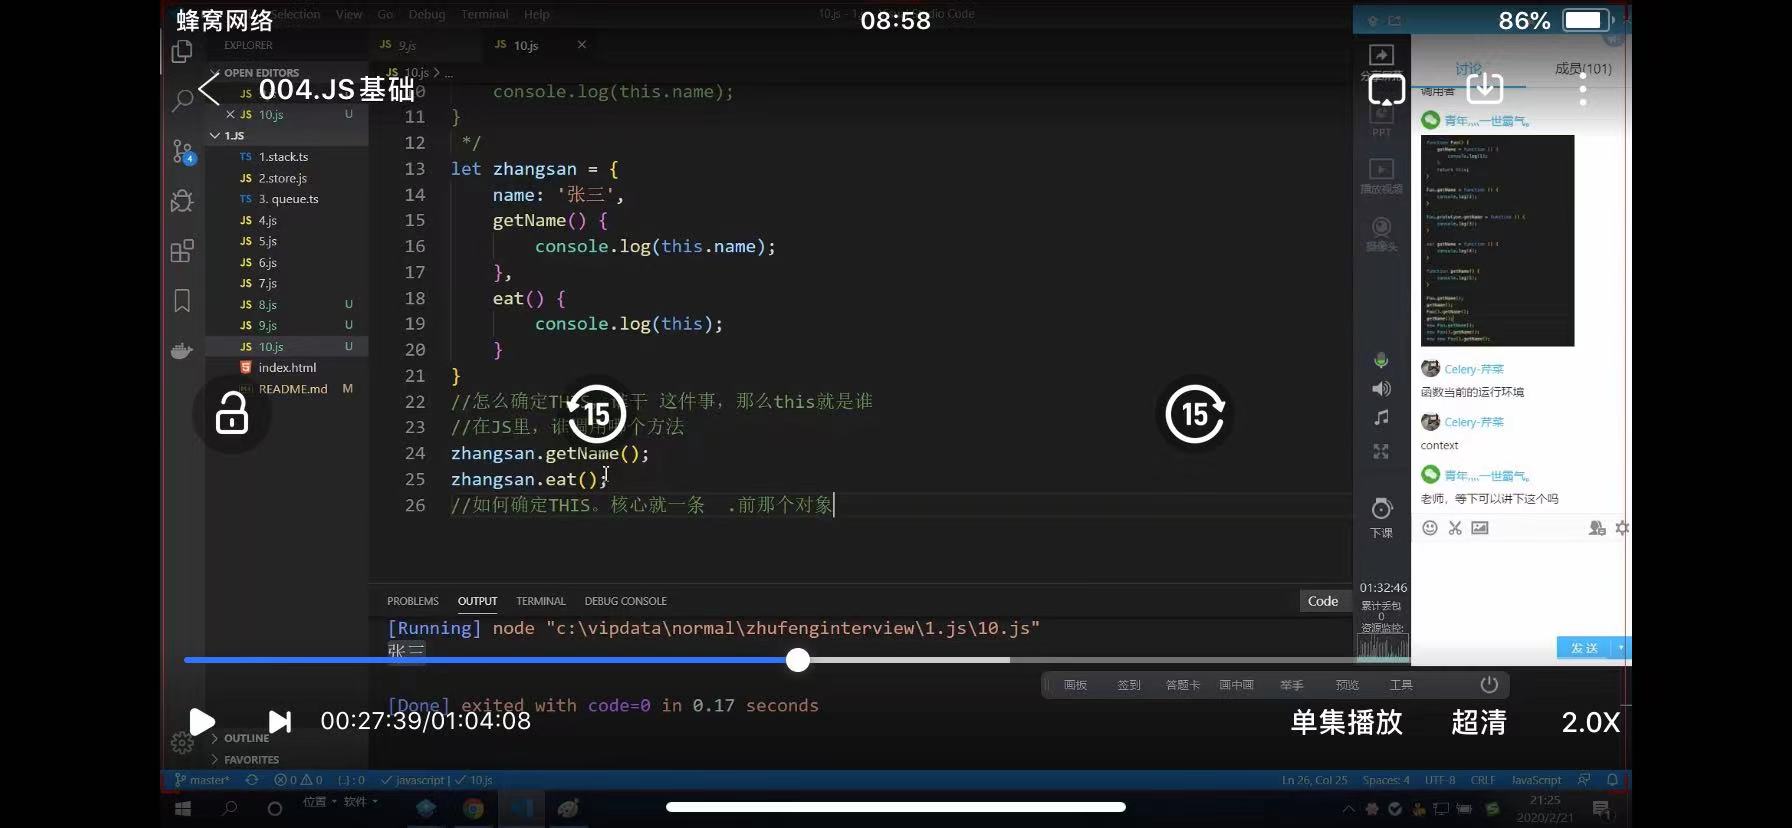 蜂窝网络
08:58
86%
Selection View Go Debug Terminal Help
004.JS基础
EXPLORER
OPEN EDITORS
JS 10.js U
1.JS
TS 1.stack.ts
JS 2.store.js
TS 3. queue.ts
JS 4.js
JS 5.js
JS 6.js
JS 7.js
JS 8.js U
JS 9.js U
JS 10.js U
index.html
README.md M
OUTLINE
FAVORITES
JS 9.js
JS 10.js
JS 10.js > ...
console.log(this.name);
11 }
12 */
13 let zhangsan = {
14 name: '张三',
15 getName() {
16 console.log(this.name);
17 },
18 eat() {
19 console.log(this);
20 }
21 }
22 //怎么确定THIS 谁干 这件事，那么this就是谁
23 //在JS里，谁调用哪个方法
24 zhangsan.getName();
25 zhangsan.eat();
26 //如何确定THIS。核心就一条 .前那个对象
15
15
PROBLEMS OUTPUT TERMINAL DEBUG CONSOLE
Code
[Running] node "c:\vipdata\normal\zhufenginterview\1.js\10.js"
张三
[Done] exited with code=0 in 0.17 seconds
00:27:39/01:04:08
单集播放
超清
2.0X
画板 签到 答题卡 画中画 举手 预览 工具
PPT
播放视频
摄像头
下课
01:32:46
累计丢包
0
资源监控:
讨论
成员(101)
调用者
青年灬一世霸气。
Celery-芹菜
函数当前的运行环境
Celery-芹菜
context
青年灬一世霸气。
老师，等下可以讲下这个吗
发送
master*
0 0
javascript
10.js
Ln 26, Col 25 Spaces: 4 UTF-8 CRLF JavaScript
位置 软件
21:25
2020/2/21